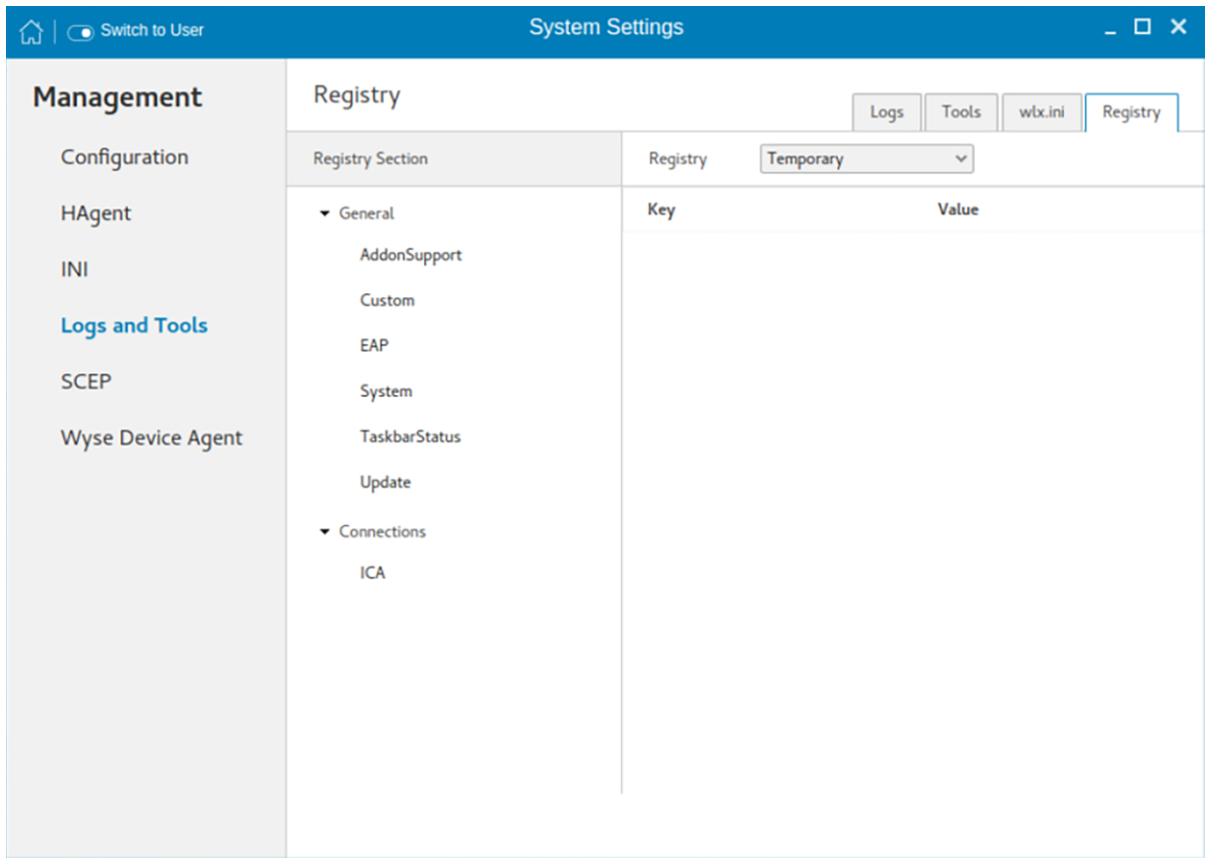 Switch to User
System Settings
Management
Configuration
HAgent
INI
Logs and Tools
SCEP
Wyse Device Agent
Registry
Logs
Tools
wlx.ini
Registry
Registry Section
General
AddonSupport
Custom
EAP
System
TaskbarStatus
Update
Connections
ICA
Registry
Temporary
Key Value